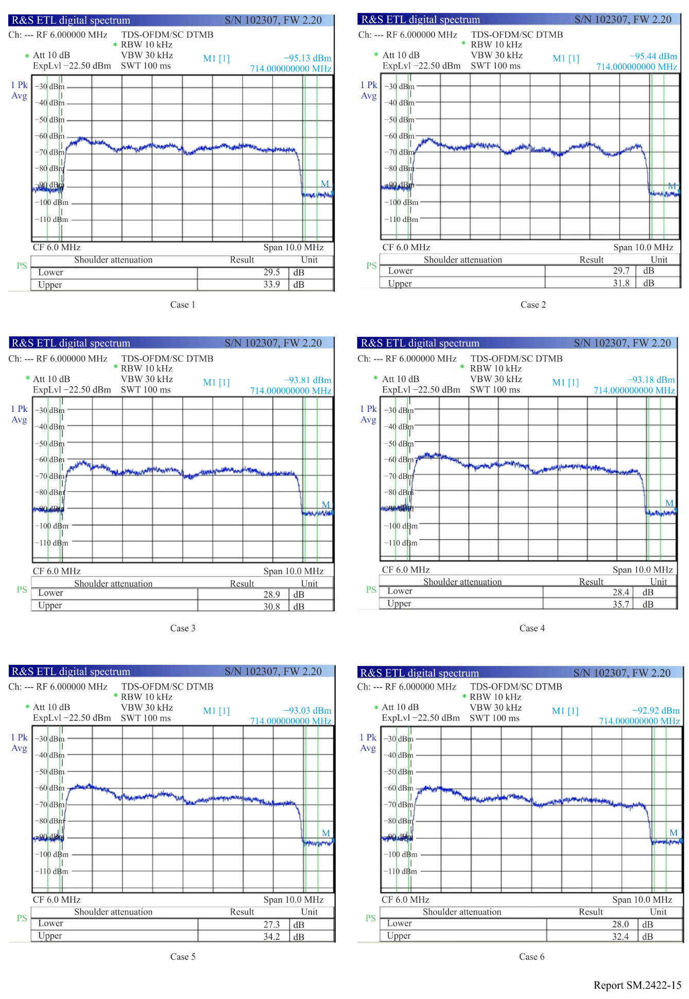 R&S ETL digital spectrum S/N 102307, FW 2.20
Ch: --- RF 6.000000 MHz TDS-OFDM/SC DTMB
* RBW 10 kHz
* Att 10 dB VBW 30 kHz M1 [1] −95.13 dBm
ExpLvl −22.50 dBm SWT 100 ms 714.000000000 MHz
1 Pk
Avg
−30 dBm
−40 dBm
−50 dBm
−60 dBm
−70 dBm
−80 dBm
−90 dBm
M
−100 dBm
−110 dBm
CF 6.0 MHz Span 10.0 MHz
PS
Shoulder attenuation Result Unit
Lower 29.5 dB
Upper 33.9 dB
Case 1
R&S ETL digital spectrum S/N 102307, FW 2.20
Ch: --- RF 6.000000 MHz TDS-OFDM/SC DTMB
* RBW 10 kHz
* Att 10 dB VBW 30 kHz M1 [1] −95.44 dBm
ExpLvl −22.50 dBm SWT 100 ms 714.000000000 MHz
1 Pk
Avg
−30 dBm
−40 dBm
−50 dBm
−60 dBm
−70 dBm
−80 dBm
−90 dBm
M
−100 dBm
−110 dBm
CF 6.0 MHz Span 10.0 MHz
PS
Shoulder attenuation Result Unit
Lower 29.7 dB
Upper 31.8 dB
Case 2
R&S ETL digital spectrum S/N 102307, FW 2.20
Ch: --- RF 6.000000 MHz TDS-OFDM/SC DTMB
* RBW 10 kHz
* Att 10 dB VBW 30 kHz M1 [1] −93.81 dBm
ExpLvl −22.50 dBm SWT 100 ms 714.000000000 MHz
1 Pk
Avg
−30 dBm
−40 dBm
−50 dBm
−60 dBm
−70 dBm
−80 dBm
−90 dBm
M
−100 dBm
−110 dBm
CF 6.0 MHz Span 10.0 MHz
PS
Shoulder attenuation Result Unit
Lower 28.9 dB
Upper 30.8 dB
Case 3
R&S ETL digital spectrum S/N 102307, FW 2.20
Ch: --- RF 6.000000 MHz TDS-OFDM/SC DTMB
* RBW 10 kHz
* Att 10 dB VBW 30 kHz M1 [1] −93.18 dBm
ExpLvl −22.50 dBm SWT 100 ms 714.000000000 MHz
1 Pk
Avg
−30 dBm
−40 dBm
−50 dBm
−60 dBm
−70 dBm
−80 dBm
−90 dBm
M
−100 dBm
−110 dBm
CF 6.0 MHz Span 10.0 MHz
PS
Shoulder attenuation Result Unit
Lower 28.4 dB
Upper 35.7 dB
Case 4
R&S ETL digital spectrum S/N 102307, FW 2.20
Ch: --- RF 6.000000 MHz TDS-OFDM/SC DTMB
* RBW 10 kHz
* Att 10 dB VBW 30 kHz M1 [1] −93.03 dBm
ExpLvl −22.50 dBm SWT 100 ms 714.000000000 MHz
1 Pk
Avg
−30 dBm
−40 dBm
−50 dBm
−60 dBm
−70 dBm
−80 dBm
−90 dBm
M
−100 dBm
−110 dBm
CF 6.0 MHz Span 10.0 MHz
PS
Shoulder attenuation Result Unit
Lower 27.3 dB
Upper 34.2 dB
Case 5
R&S ETL digital spectrum S/N 102307, FW 2.20
Ch: --- RF 6.000000 MHz TDS-OFDM/SC DTMB
* RBW 10 kHz
* Att 10 dB VBW 30 kHz M1 [1] −92.92 dBm
ExpLvl −22.50 dBm SWT 100 ms 714.000000000 MHz
1 Pk
Avg
−30 dBm
−40 dBm
−50 dBm
−60 dBm
−70 dBm
−80 dBm
−90 dBm
M
−100 dBm
−110 dBm
CF 6.0 MHz Span 10.0 MHz
PS
Shoulder attenuation Result Unit
Lower 28.0 dB
Upper 32.4 dB
Case 6
Report SM.2422-15